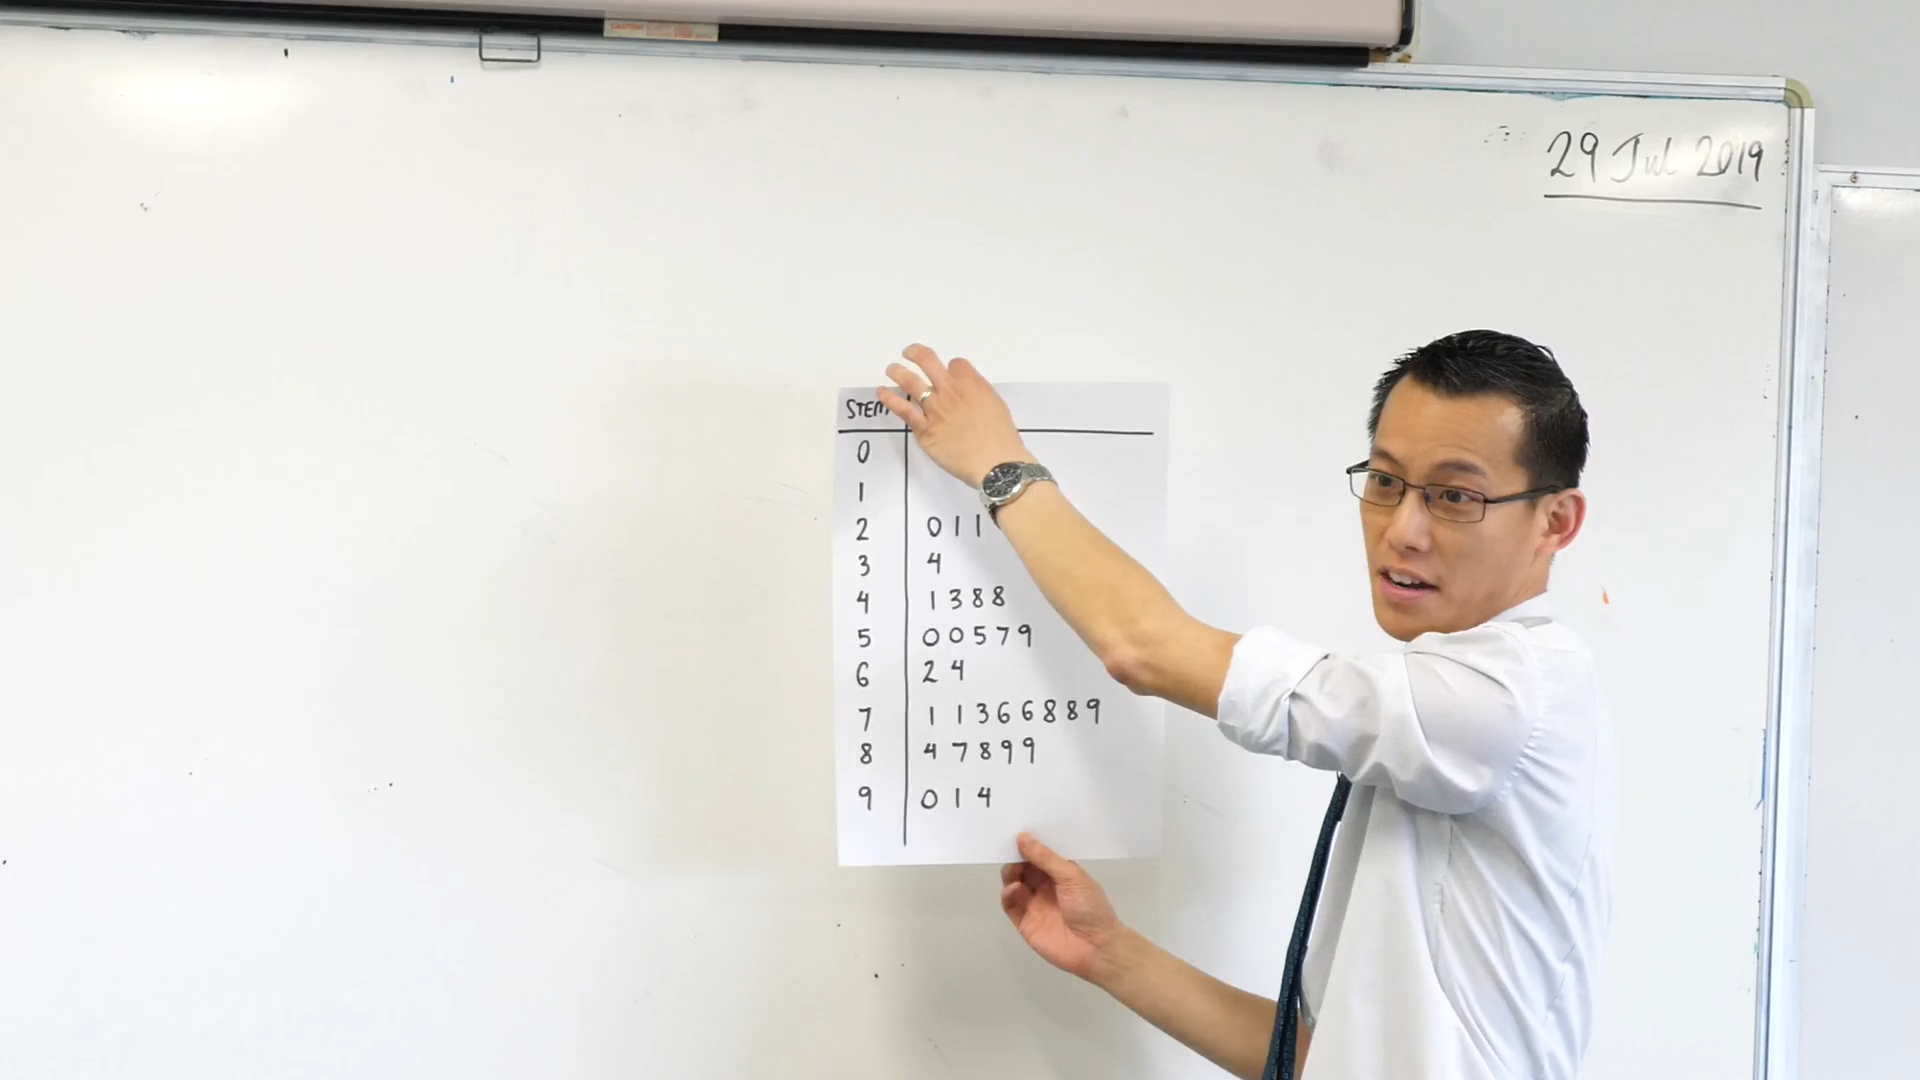 CAUTION
29 Jul 2019
STEM
0
1
2 0 1 1
3 4
4 1 3 8 8
5 0 0 5 7 9
6 2 4
7 1 1 3 6 6 8 8 9
8 4 7 8 9 9
9 0 1 4